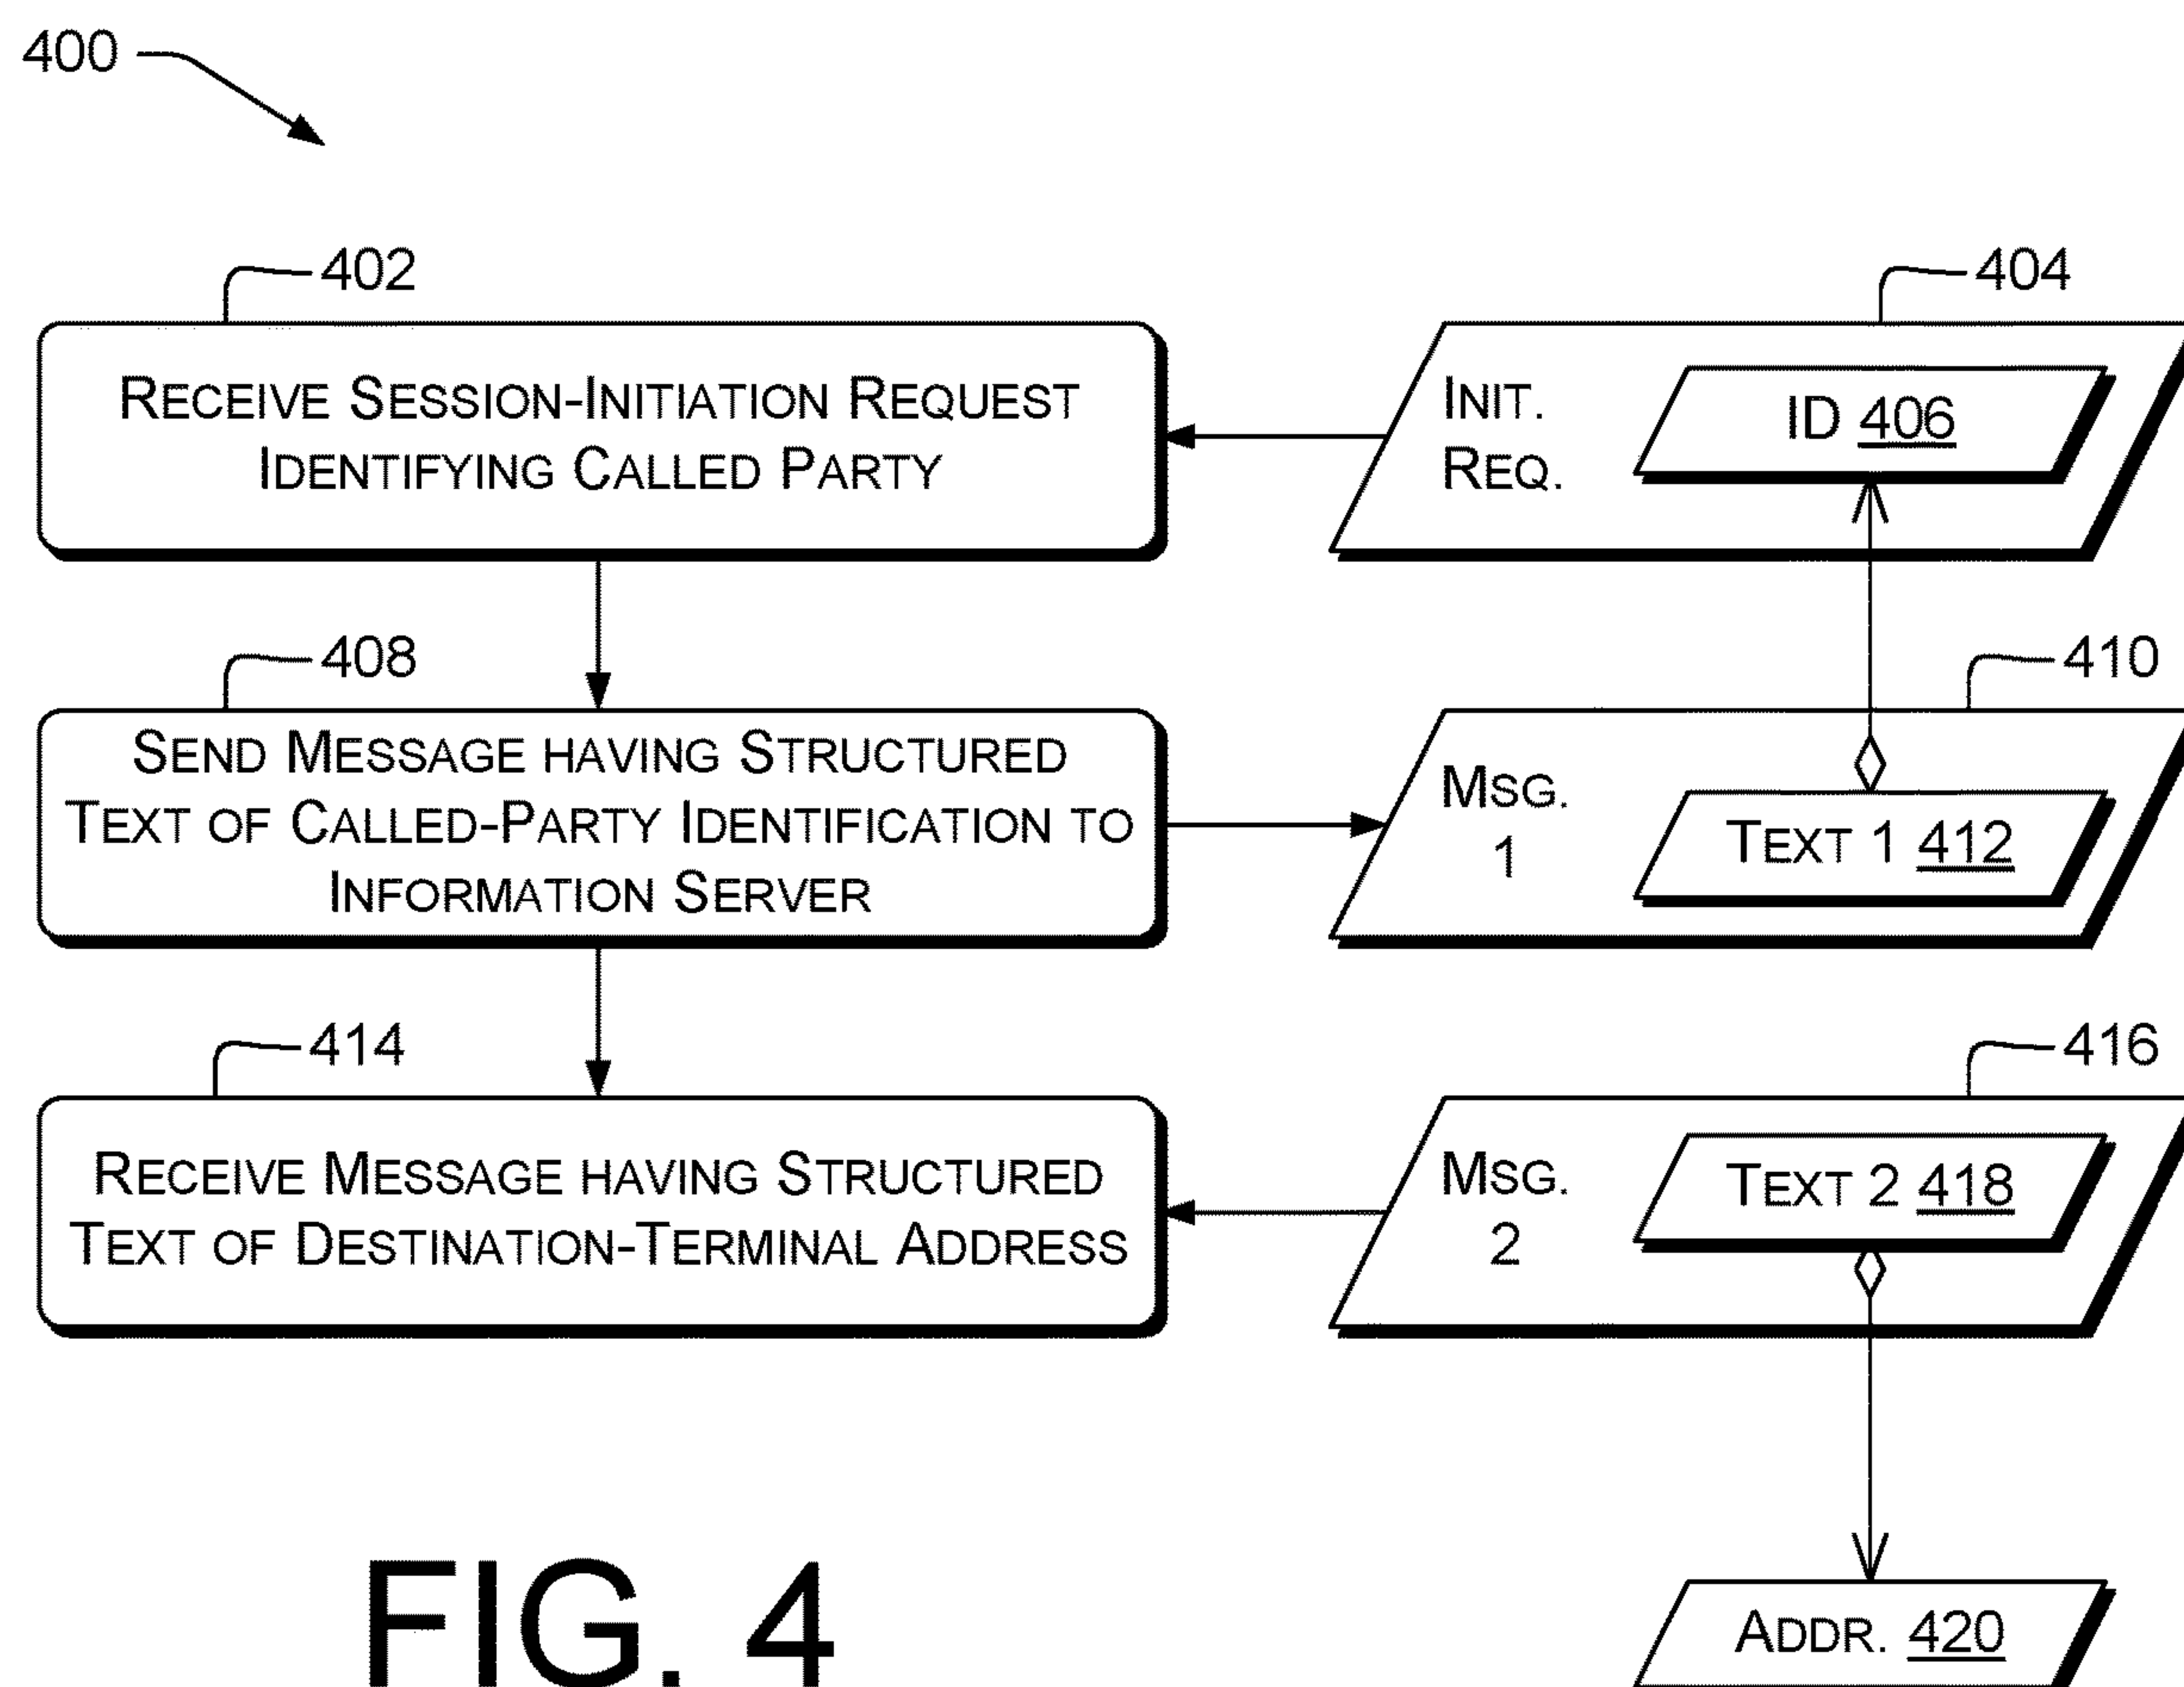 400
402
404
RECEIVE SESSION-INITIATION REQUEST
IDENTIFYING CALLED PARTY
INIT.
REQ.
ID 406
408
410
SEND MESSAGE HAVING STRUCTURED
TEXT OF CALLED-PARTY IDENTIFICATION TO
INFORMATION SERVER
MSG.
1
TEXT 1 412
414
416
RECEIVE MESSAGE HAVING STRUCTURED
TEXT OF DESTINATION-TERMINAL ADDRESS
MSG.
2
TEXT 2 418
ADDR. 420
FIG. 4